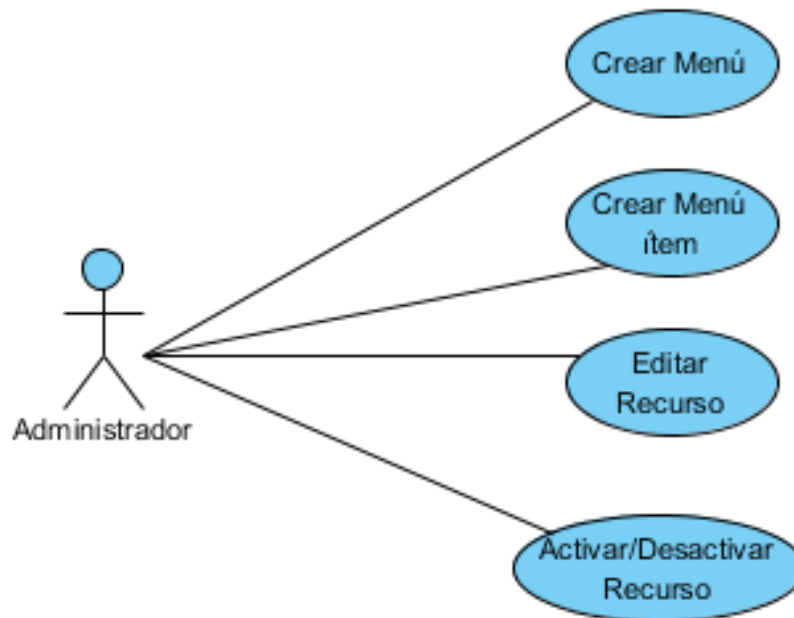 Crear Menú
Crear Menú
ítem
Editar
Recurso
Administrador
Activar/Desactivar
Recurso